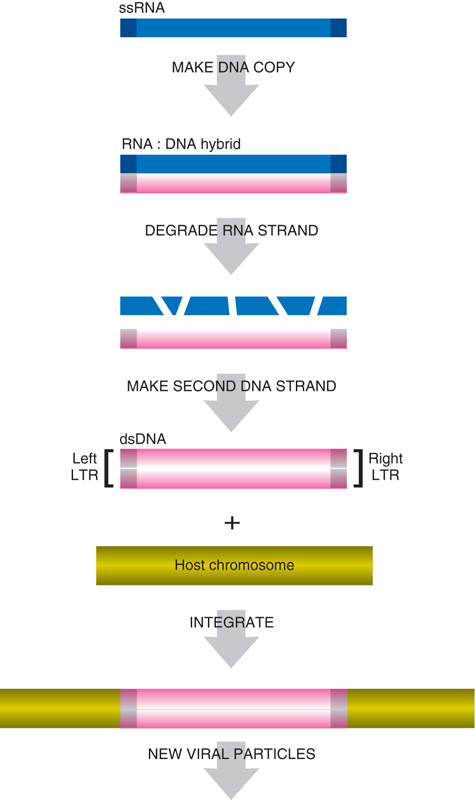 ssRNA
MAKE DNA COPY
RNA : DNA hybrid
DEGRADE RNA STRAND
MAKE SECOND DNA STRAND
dsDNA
Left
LTR
Right
LTR
+
Host chromosome
INTEGRATE
NEW VIRAL PARTICLES